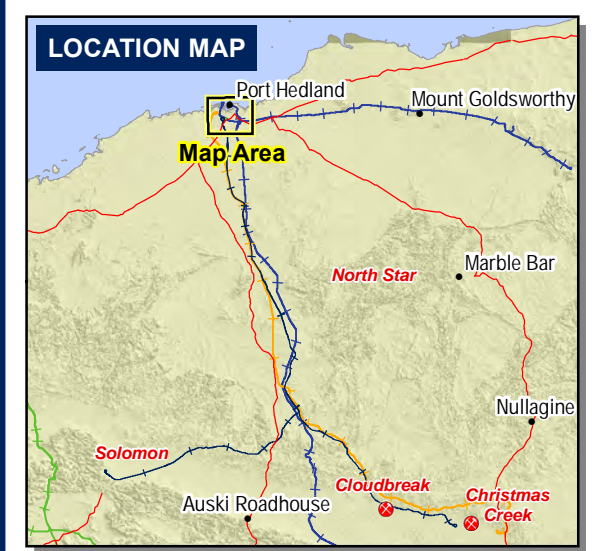 LOCATION MAP
Port Hedland
Mount Goldsworthy
Map Area
Marble Bar
North Star
Nullagine
Solomon
Cloudbreak
Christmas
Creek
Auski Roadhouse